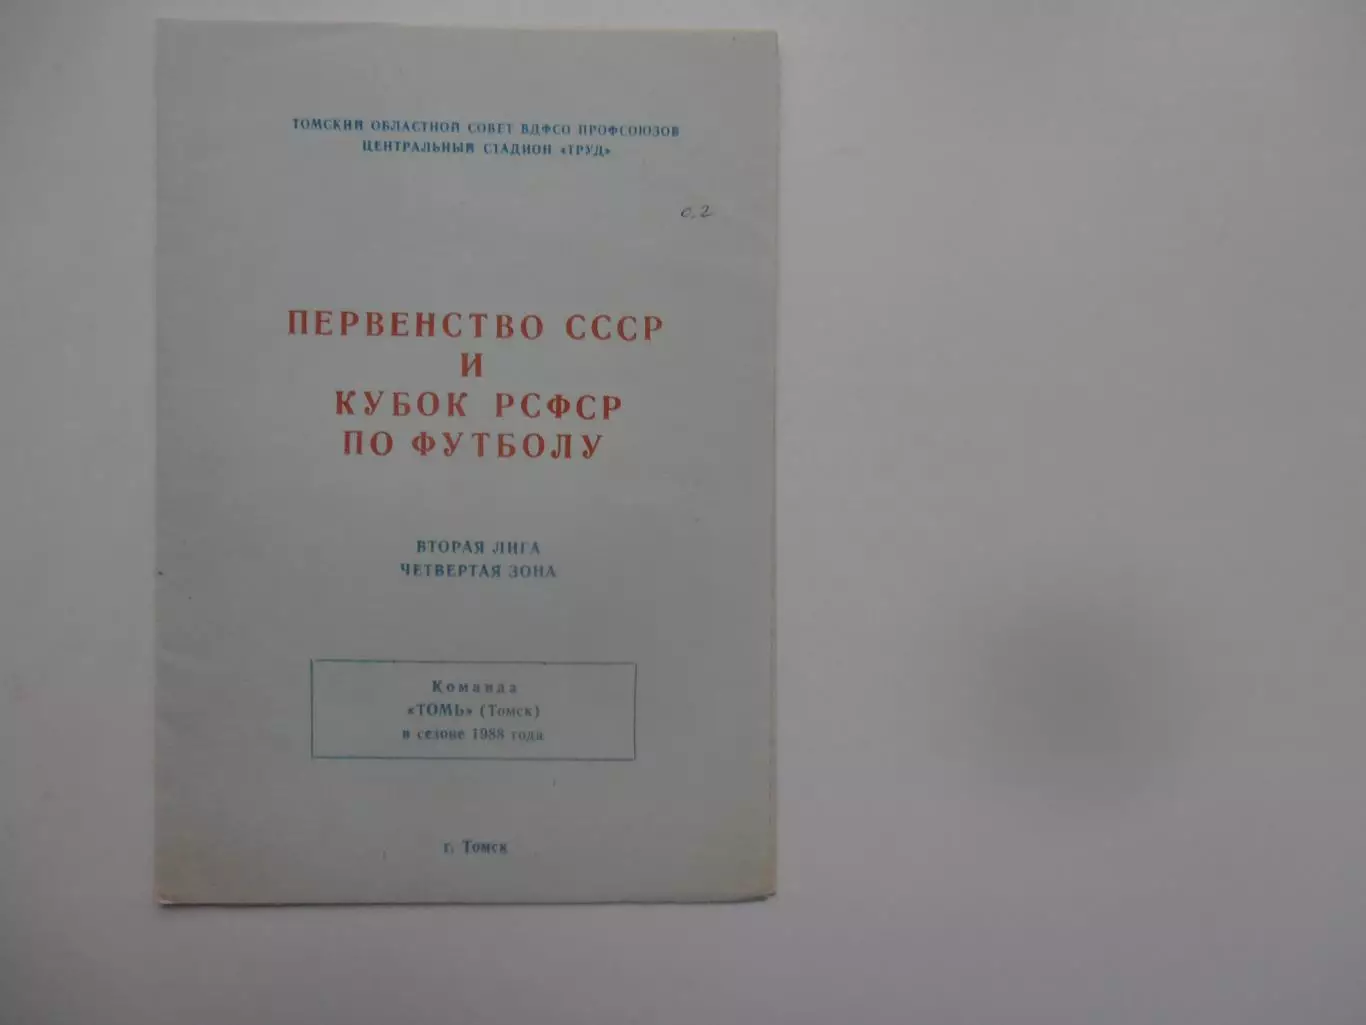 ТОМСКИЙ ОБЛАСТНОЙ СОВЕТ ВДФСО ПРОФСОЮЗОВ
ЦЕНТРАЛЬНЫЙ СТАДИОН «ТРУД»
0,2
ПЕРВЕНСТВО СССР
И
КУБОК РСФСР
ПО ФУТБОЛУ
ВТОРАЯ ЛИГА
ЧЕТВЕРТАЯ ЗОНА
Команда
«ТОМЬ» (Томск)
в сезоне 1988 года
г. Томск